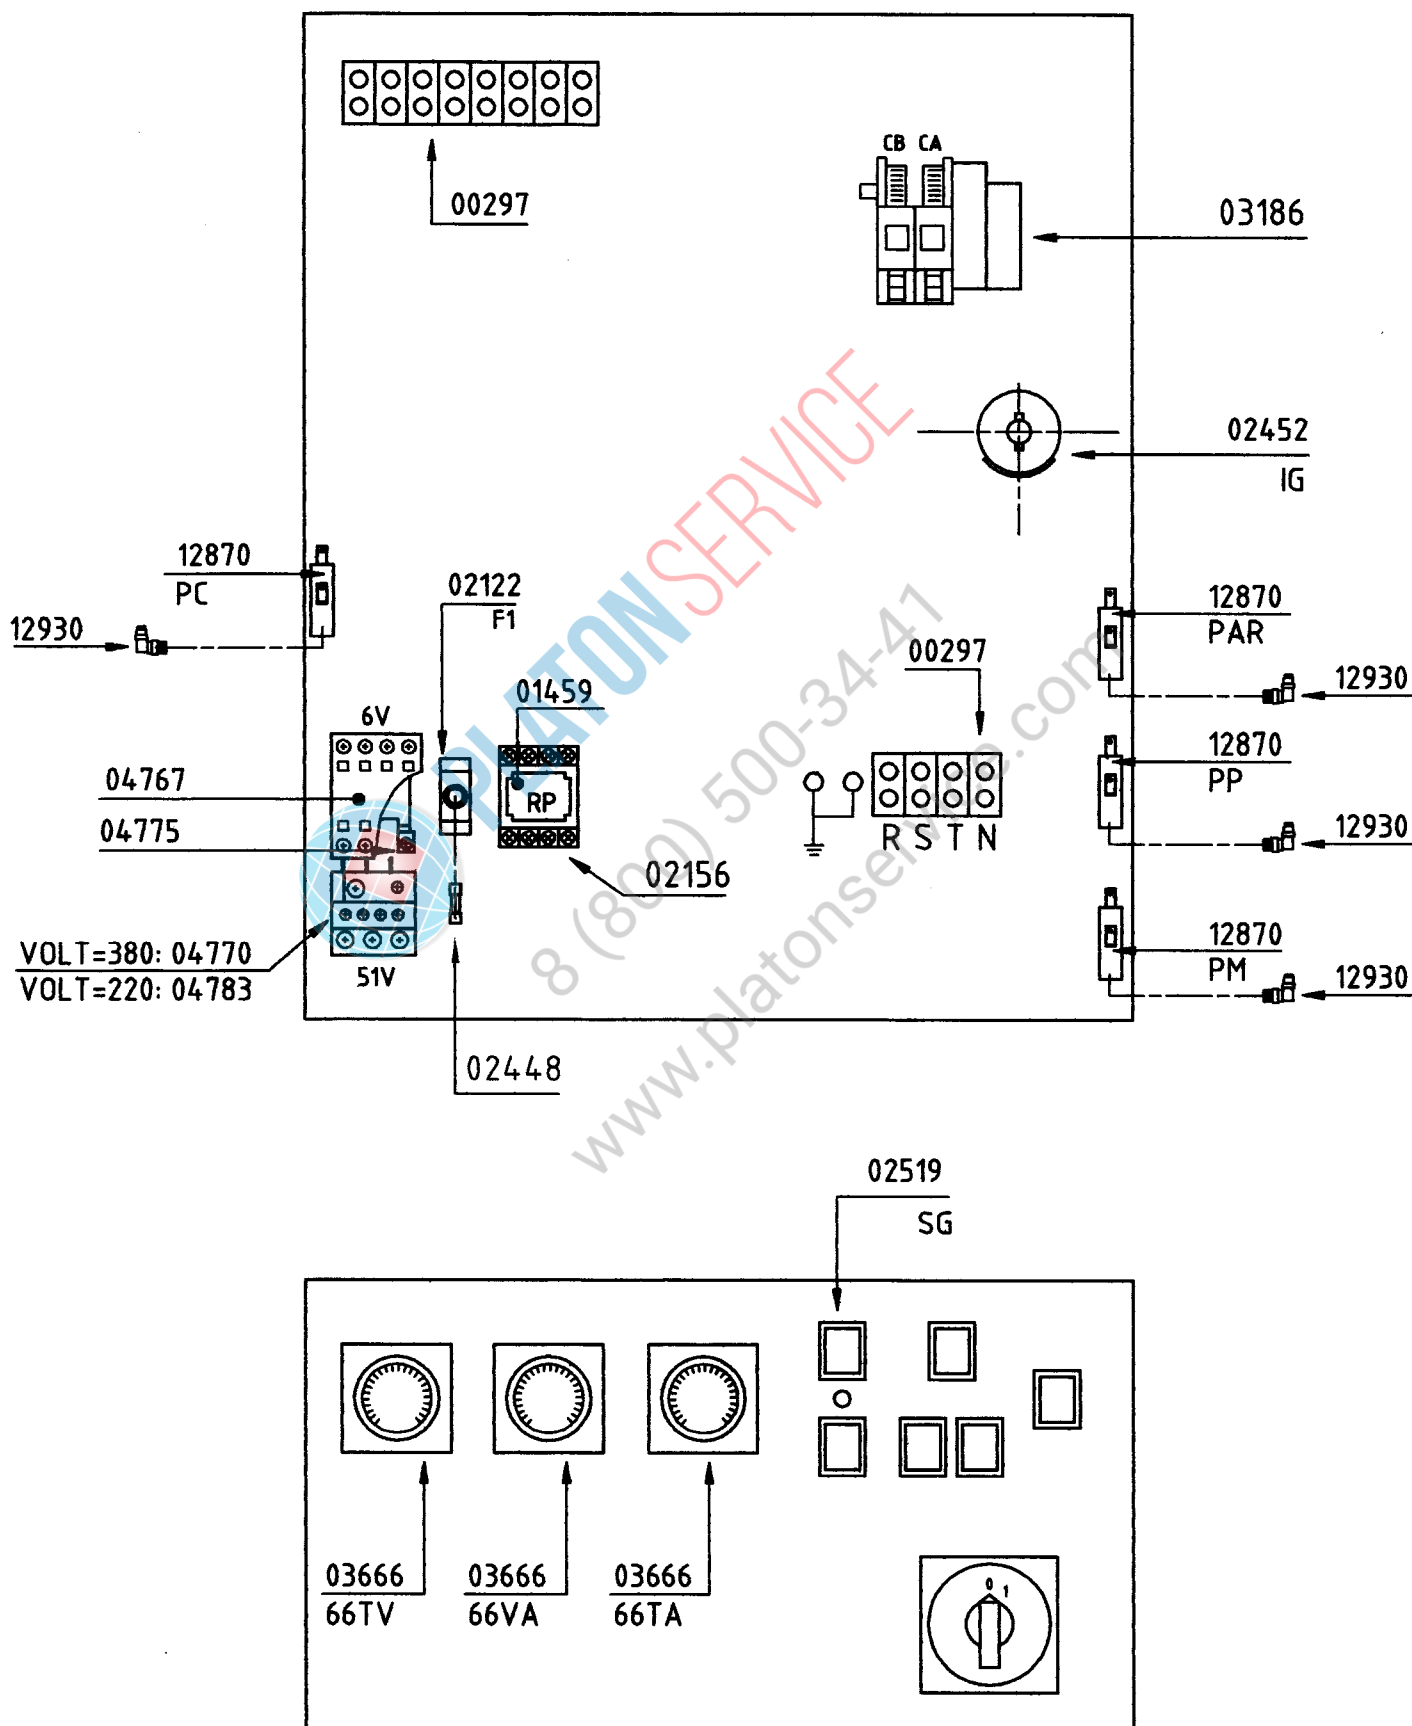 00297
CB CA
03186
02452
IG
12870
PC
12930
02122
F1
12870
PAR
12930
00297
01459
6V
04767
04775
RP
02156
R S T N
12870
PP
12930
VOLT=380: 04770
VOLT=220: 04783
51V
12870
PM
12930
02448
PLATONSERVICE
8 (800) 500-34-41
www.platonservice.com
02519
SG
03666
66TV
03666
66VA
03666
66TA
0 1